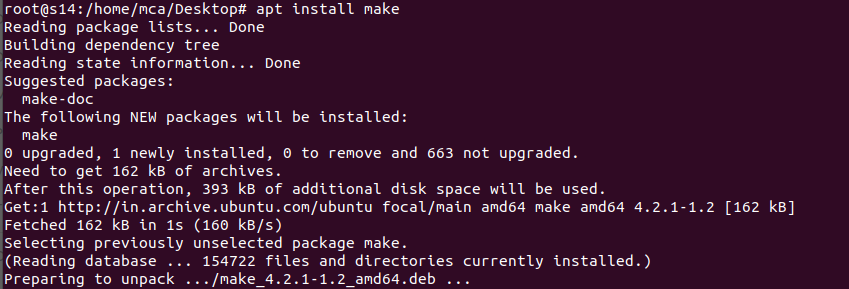 root@s14:/home/mca/Desktop# apt install make
Reading package lists... Done
Building dependency tree
Reading state information... Done
Suggested packages:
  make-doc
The following NEW packages will be installed:
  make
0 upgraded, 1 newly installed, 0 to remove and 663 not upgraded.
Need to get 162 kB of archives.
After this operation, 393 kB of additional disk space will be used.
Get:1 http://in.archive.ubuntu.com/ubuntu focal/main amd64 make amd64 4.2.1-1.2 [162 kB]
Fetched 162 kB in 1s (160 kB/s)
Selecting previously unselected package make.
(Reading database ... 154722 files and directories currently installed.)
Preparing to unpack .../make_4.2.1-1.2_amd64.deb ...